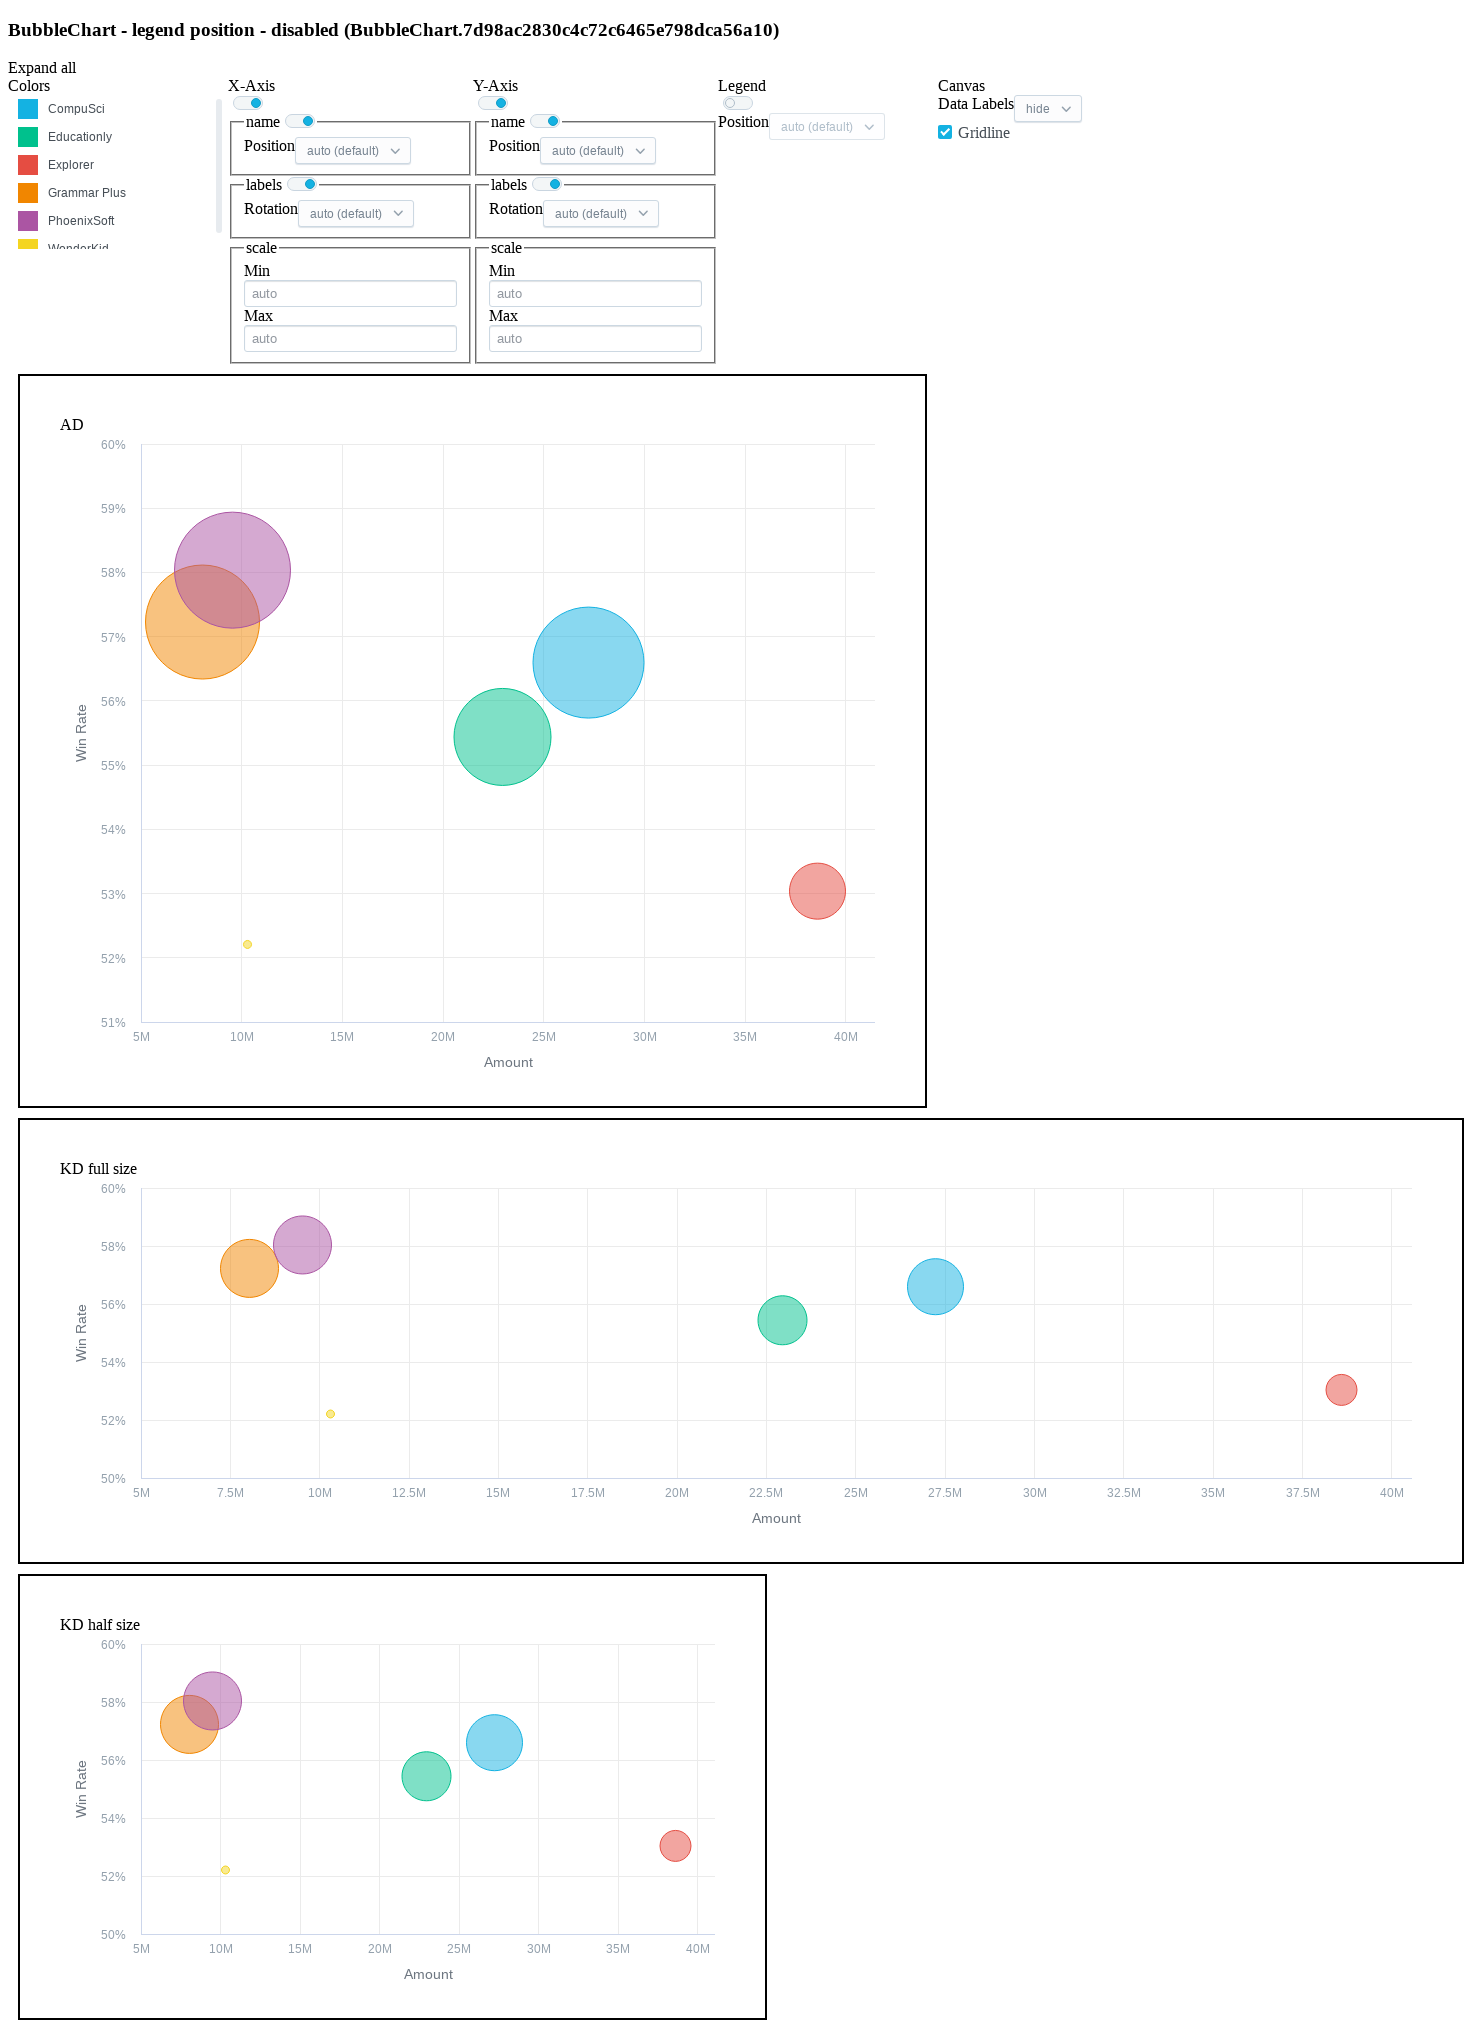 BubbleChart - legend position - disabled (BubbleChart.7d98ac2830c4c72c6465e798dca56a10)
Expand all
Colors
CompuSci
Educationly
Explorer
Grammar Plus
PhoenixSoft
WonderKid
X-Axis
name
Position auto (default)
labels
Rotation auto (default)
scale
Min
auto
Max
auto
Y-Axis
name
Position auto (default)
labels
Rotation auto (default)
scale
Min
auto
Max
auto
Legend
Position auto (default)
Canvas
Data Labels hide
Gridline
AD
60%
59%
58%
57%
56%
55%
54%
53%
52%
51%
Win Rate
5M 10M 15M 20M 25M 30M 35M 40M
Amount
KD full size
60%
58%
56%
54%
52%
50%
Win Rate
5M 7.5M 10M 12.5M 15M 17.5M 20M 22.5M 25M 27.5M 30M 32.5M 35M 37.5M 40M
Amount
KD half size
60%
58%
56%
54%
52%
50%
Win Rate
5M 10M 15M 20M 25M 30M 35M 40M
Amount